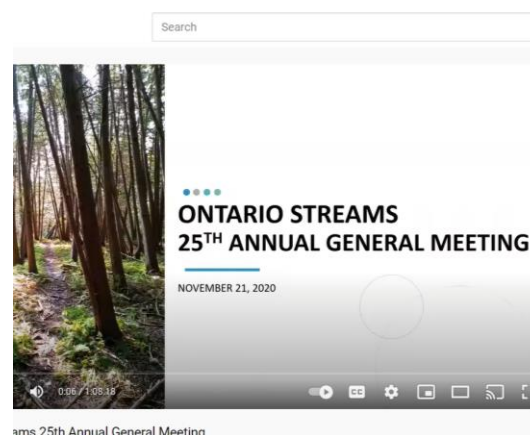 Search
ONTARIO STREAMS
25TH ANNUAL GENERAL MEETING
NOVEMBER 21, 2020
0:06 / 1:05:18
CC
ams 25th Annual General Meeting